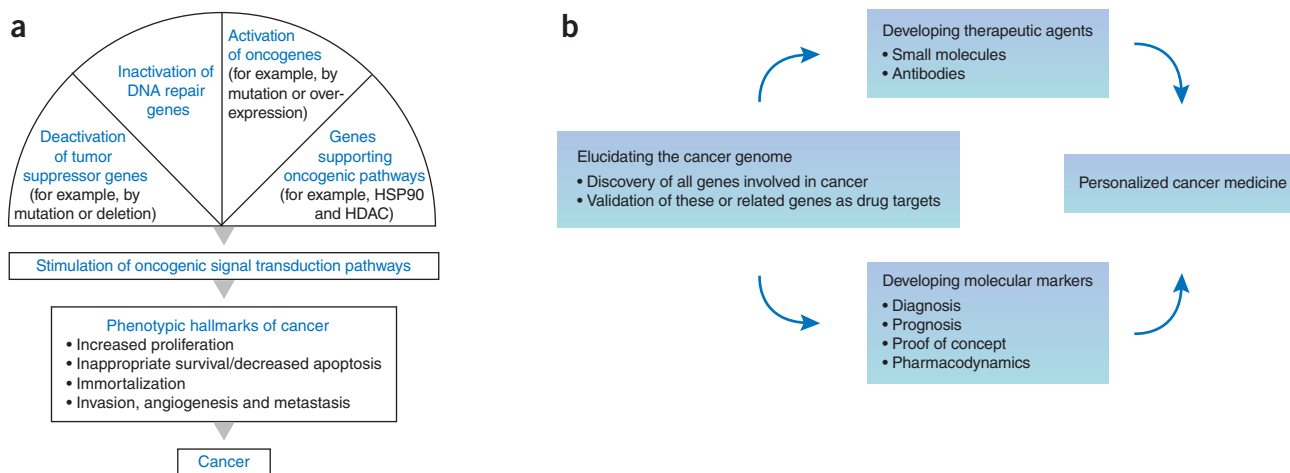 a
Deactivation
of tumor
suppressor genes
(for example, by
mutation or deletion)
Inactivation of
DNA repair
genes
Activation
of oncogenes
(for example, by
mutation or over-
expression)
Genes
supporting
oncogenic pathways
(for example, HSP90
and HDAC)
Stimulation of oncogenic signal transduction pathways
Phenotypic hallmarks of cancer
• Increased proliferation
• Inappropriate survival/decreased apoptosis
• Immortalization
• Invasion, angiogenesis and metastasis
Cancer
b
Elucidating the cancer genome
• Discovery of all genes involved in cancer
• Validation of these or related genes as drug targets
Developing therapeutic agents
• Small molecules
• Antibodies
Developing molecular markers
• Diagnosis
• Prognosis
• Proof of concept
• Pharmacodynamics
Personalized cancer medicine